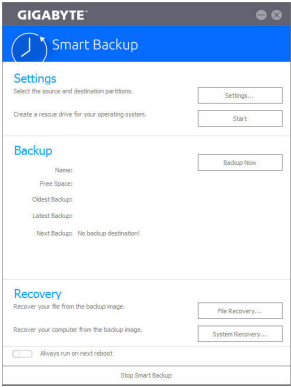 GIGABYTE™
Smart Backup
Settings
Select the source and destination partitions.
Settings...
Create a rescue drive for your operating system.
Start
Backup
Backup Now
Name:
Free Space:
Oldest Backup:
Latest Backup:
Next Backup: No backup destination!
Recovery
Recover your file from the backup image.
File Recovery...
Recover your computer from the backup image.
System Recovery...
Always run on next reboot
Stop Smart Backup